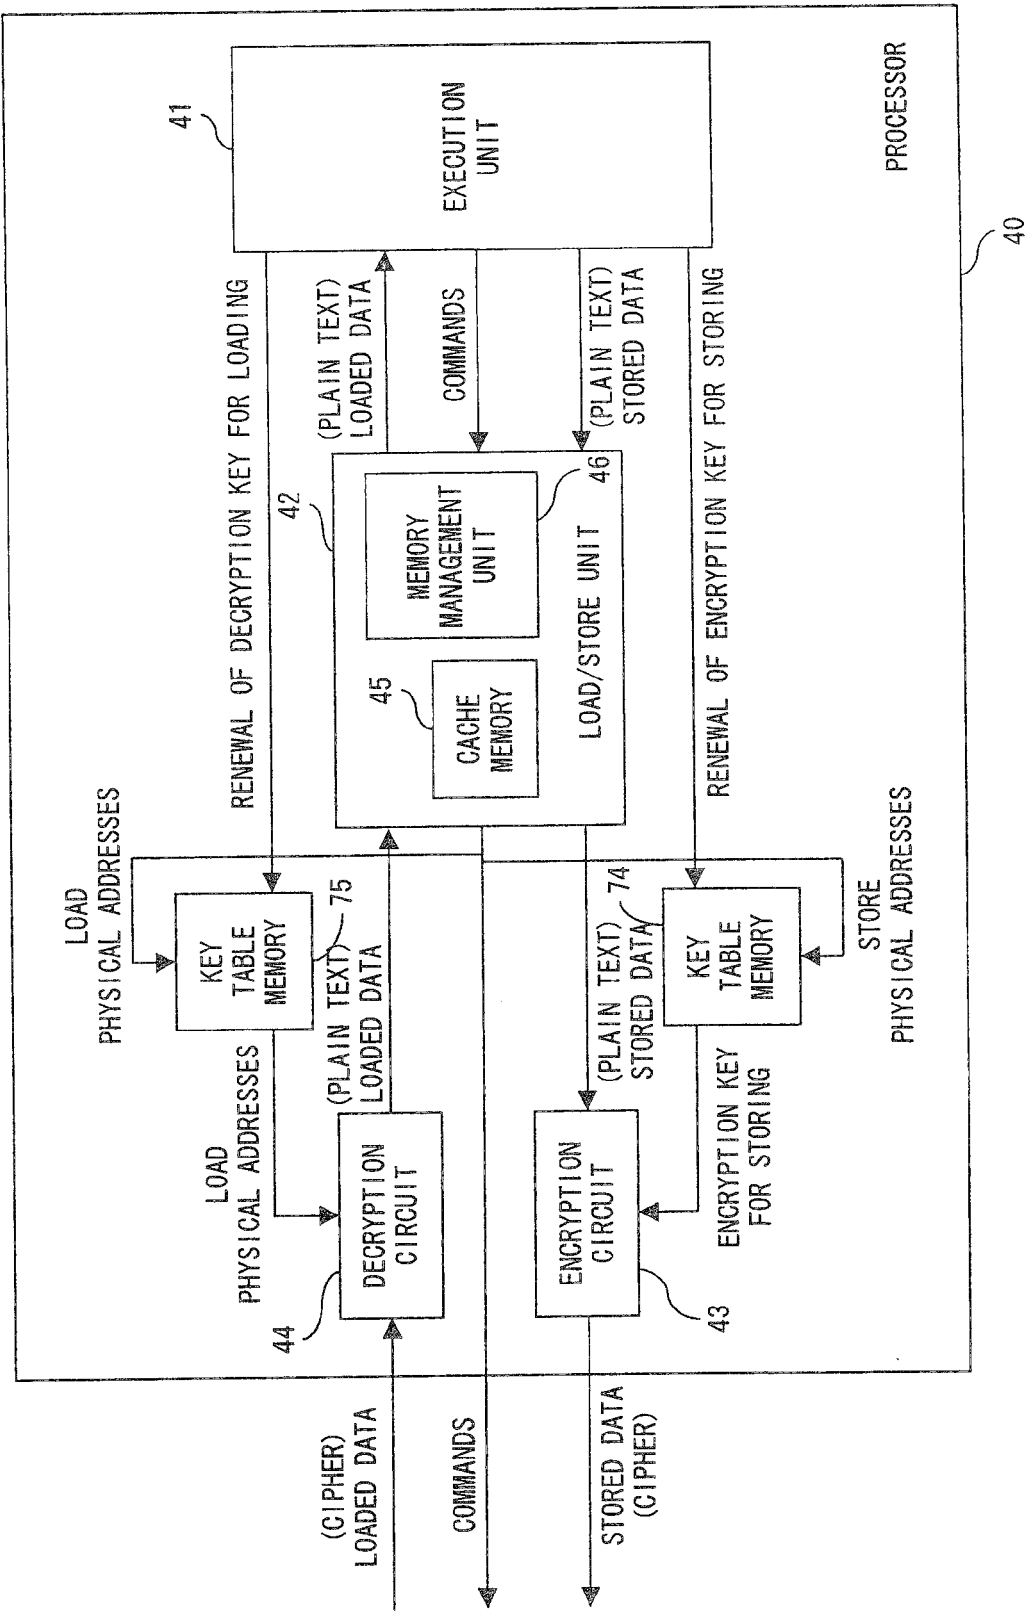 41
EXECUTION
UNIT
PROCESSOR
40
RENEWAL OF DECRYPTION KEY FOR LOADING
(PLAIN TEXT)
LOADED DATA
COMMANDS
(PLAIN TEXT)
STORED DATA
RENEWAL OF ENCRYPTION KEY FOR STORING
42
MEMORY
MANAGEMENT
UNIT
46
45
CACHE
MEMORY
LOAD/STORE UNIT
LOAD
PHYSICAL ADDRESSES
KEY
TABLE
MEMORY
75
(PLAIN TEXT)
LOADED DATA
(PLAIN TEXT)
STORED DATA
74
KEY
TABLE
MEMORY
STORE
PHYSICAL ADDRESSES
LOAD
PHYSICAL ADDRESSES
DECRYPTION
CIRCUIT
44
ENCRYPTION
CIRCUIT
43
ENCRYPTION KEY
FOR STORING
(CIPHER)
LOADED DATA
COMMANDS
STORED DATA
(CIPHER)